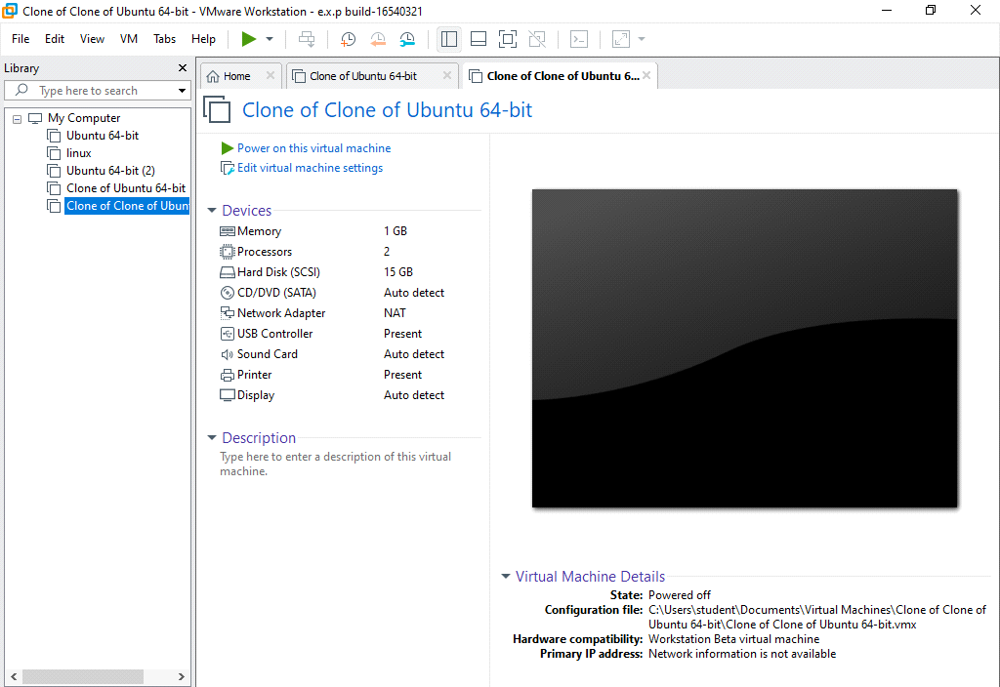 Clone of Clone of Ubuntu 64-bit - VMware Workstation - e.x.p build-16540321
File Edit View VM Tabs Help
Library
Type here to search
My Computer
Ubuntu 64-bit
linux
Ubuntu 64-bit (2)
Clone of Ubuntu 64-bit
Clone of Clone of Ubun
Home Clone of Ubuntu 64-bit Clone of Clone of Ubuntu 6...
Clone of Clone of Ubuntu 64-bit
Power on this virtual machine
Edit virtual machine settings
Devices
Memory 1 GB
Processors 2
Hard Disk (SCSI) 15 GB
CD/DVD (SATA) Auto detect
Network Adapter NAT
USB Controller Present
Sound Card Auto detect
Printer Present
Display Auto detect
Description
Type here to enter a description of this virtual
machine.
Virtual Machine Details
State: Powered off
Configuration file: C:\Users\student\Documents\Virtual Machines\Clone of Clone of
Ubuntu 64-bit\Clone of Clone of Ubuntu 64-bit.vmx
Hardware compatibility: Workstation Beta virtual machine
Primary IP address: Network information is not available